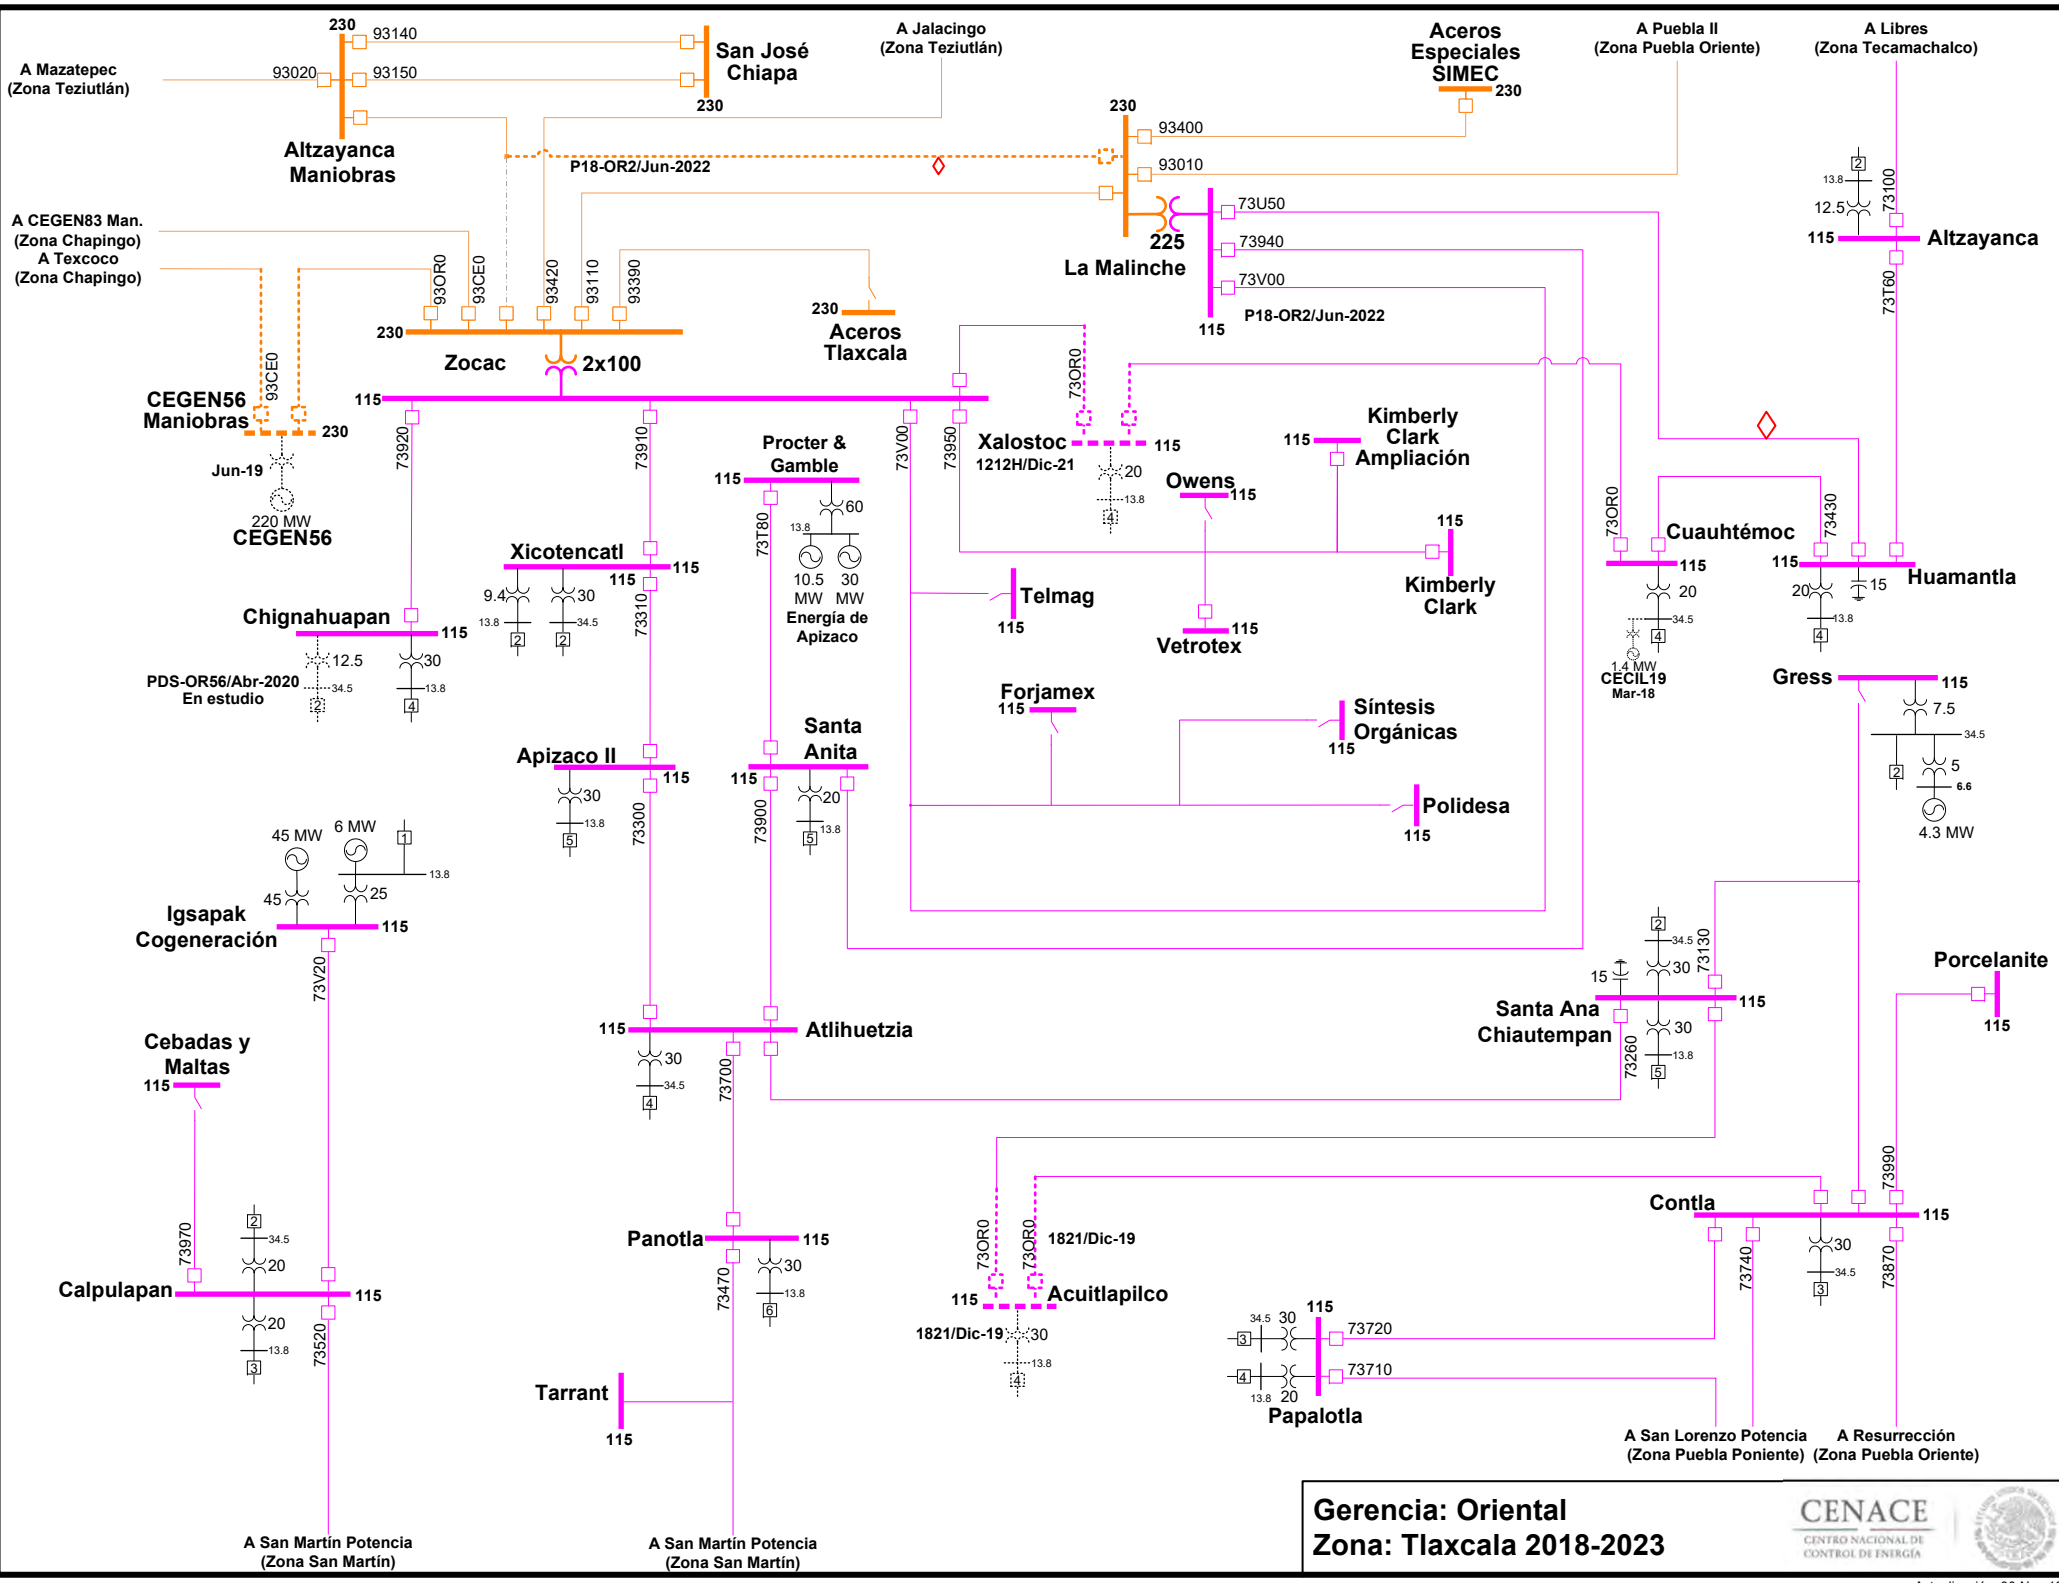 A Mazatepec
(Zona Teziutlán)
93020
230
93140
93150
Altzayanca
Maniobras
San José
Chiapa
230
A Jalacingo
(Zona Teziutlán)
P18-OR2/Jun-2022
Aceros
Especiales
SIMEC
230
230
93400
93010
A Puebla II
(Zona Puebla Oriente)
A Libres
(Zona Tecamachalco)
225
La Malinche
73U50
73940
73V00
115
P18-OR2/Jun-2022
2
13.8
12.5
73100
115
Altzayanca
73T60
A CEGEN83 Man.
(Zona Chapingo)
A Texcoco
(Zona Chapingo)
93OR0
93CE0
93420
93110
93390
230
Zocac
2x100
230
Aceros
Tlaxcala
93CE0
CEGEN56
Maniobras
230
Jun-19
220 MW
CEGEN56
115
73920
73910
73V00
73950
73OR0
Xalostoc
1212H/Dic-21
115
20
13.8
4
Kimberly
Clark
Ampliación
115
Owens
115
115
Kimberly
Clark
Vetrotex
115
Telmag
115
Procter &
Gamble
115
60
13.8
10.5
MW
30
MW
Energía de
Apizaco
73T80
Xicotencatl
115
115
9.4
13.8
2
30
34.5
2
73310
Chignahuapan
115
12.5
34.5
2
PDS-OR56/Abr-2020
En estudio
30
13.8
4
73OR0
Cuauhtémoc
115
20
34.5
4
1.4 MW
CECIL19
Mar-18
73430
115
Huamantla
20
13.8
4
15
Gress
115
7.5
34.5
2
5
6.6
4.3 MW
Forjamex
115
Síntesis
Orgánicas
115
Polidesa
115
Santa
Anita
115
20
13.8
5
73900
Apizaco II
115
30
13.8
5
73300
45 MW
6 MW
1
13.8
45
25
Igsapak
Cogeneración
115
73V20
Cebadas y
Maltas
115
73970
115
Atlihuetzia
30
34.5
4
73700
2
34.5
30
73130
15
Santa Ana
Chiautempan
115
73260
30
13.8
5
Porcelanite
115
73990
Contla
115
73740
30
34.5
3
73870
2
34.5
20
Calpulapan
115
20
13.8
3
73520
Panotla
115
30
13.8
6
73470
73OR0
73OR0
1821/Dic-19
115
Acuitlapilco
1821/Dic-19
30
13.8
4
Tarrant
115
115
34.5
30
3
73720
73710
4
13.8
20
Papalotla
A San Lorenzo Potencia
(Zona Puebla Poniente)
A Resurrección
(Zona Puebla Oriente)
A San Martín Potencia
(Zona San Martín)
A San Martín Potencia
(Zona San Martín)
Gerencia: Oriental
Zona: Tlaxcala 2018-2023
CENACE
CENTRO NACIONAL DE
CONTROL DE ENERGÍA